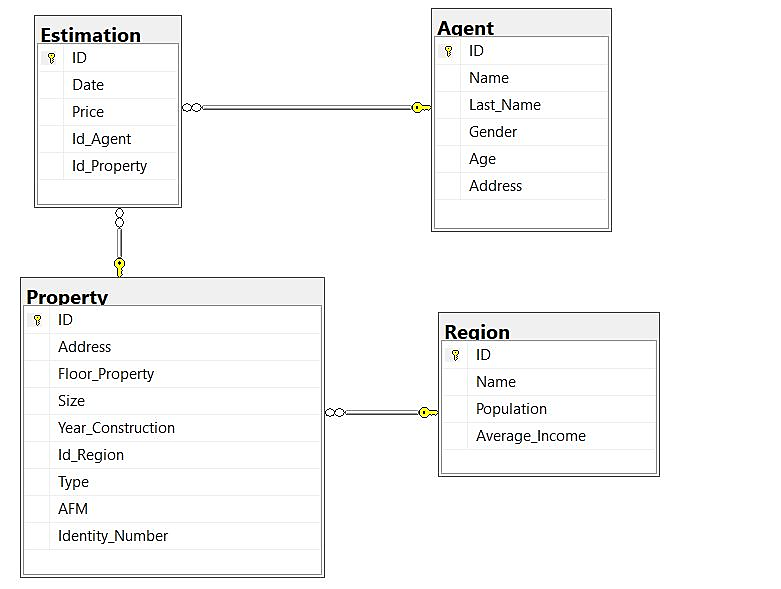 Estimation
ID
Date
Price
Id_Agent
Id_Property
Agent
ID
Name
Last_Name
Gender
Age
Address
Property
ID
Address
Floor_Property
Size
Year_Construction
Id_Region
Type
AFM
Identity_Number
Region
ID
Name
Population
Average_Income